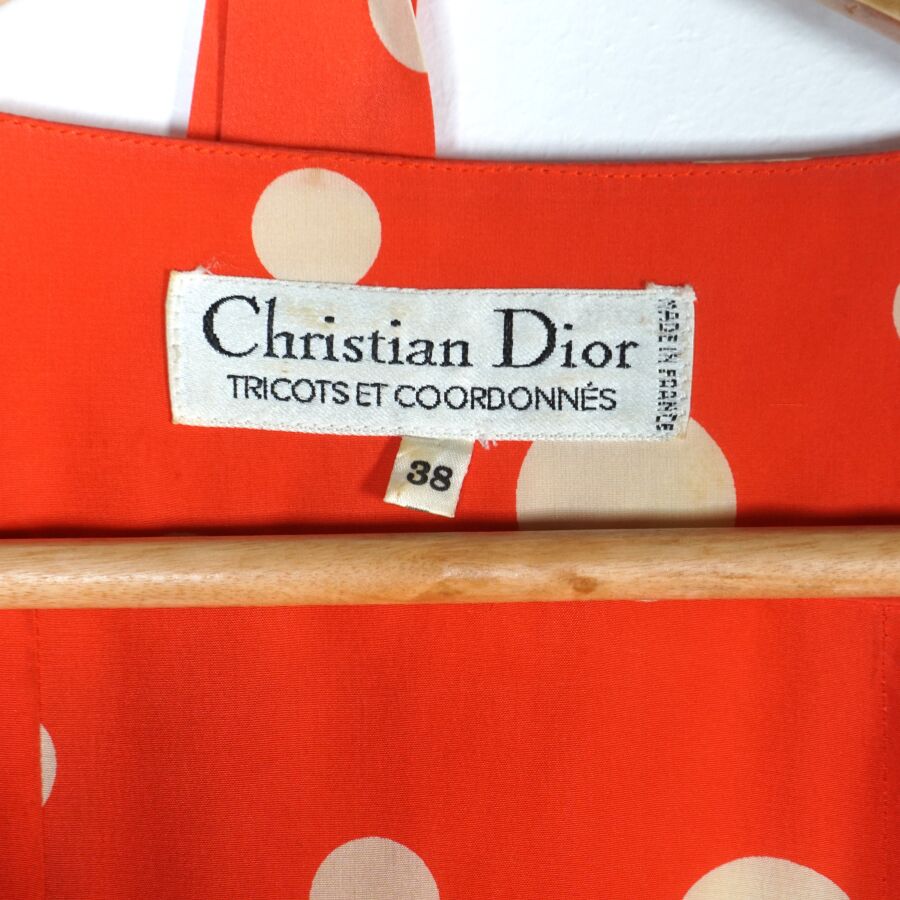 Christian Dior
TRICOTS ET COORDONNÉS
MADE IN FRANCE
38